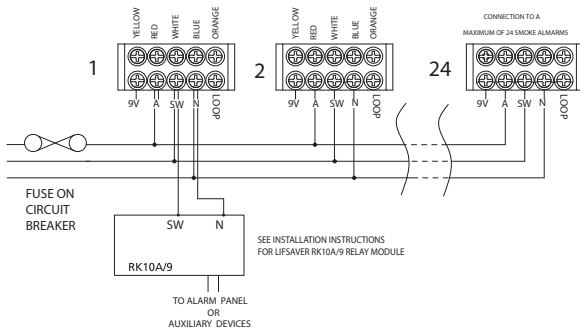 YELLOW RED WHITE BLUE ORANGE
YELLOW RED WHITE BLUE ORANGE
CONNECTION TO A
MAXIMUM OF 24 SMOKE ALMARMS
1
2
24
9V A SW N LOOP
9V A SW N LOOP
9V A SW N LOOP
FUSE ON
CIRCUIT
BREAKER
SW N
RK10A/9
SEE INSTALLATION INSTRUCTIONS
FOR LIFSAVER RK10A/9 RELAY MODULE
TO ALARM PANEL
OR
AUXILIARY DEVICES